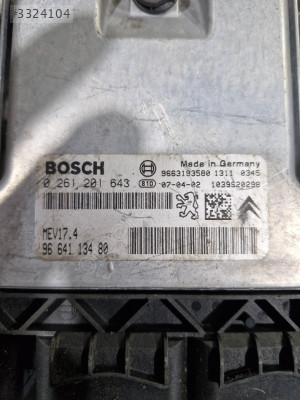 3324104
BOSCH
Made in Germany
9663193580 1311 0345
0 261 201 643 810 07-04-02 1039S20298
MEV17.4
96 641 134 80